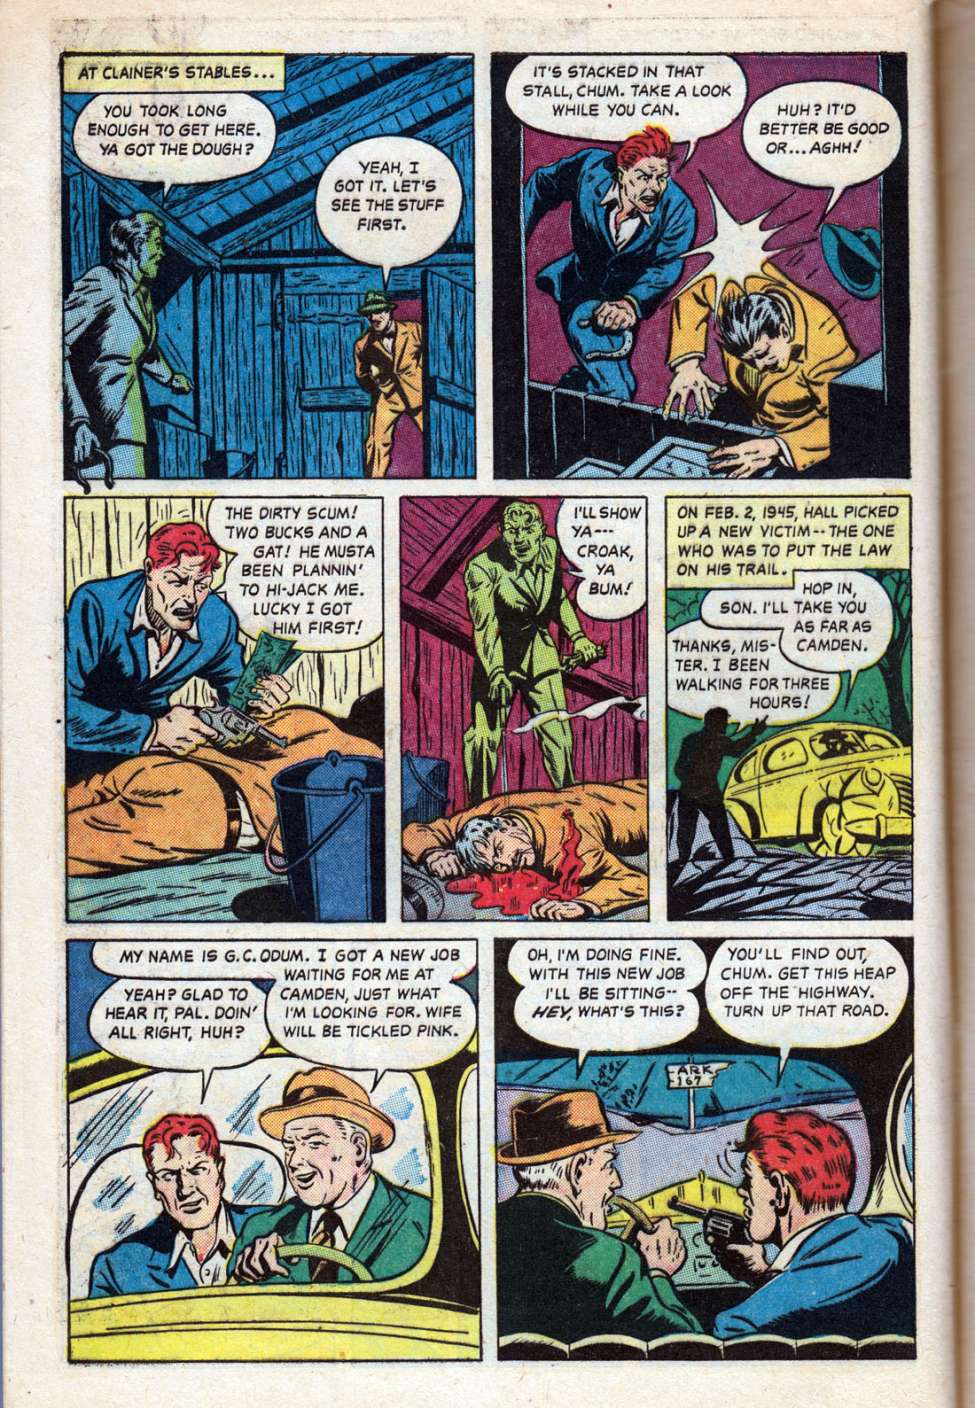 AT CLAINER'S STABLES...
YOU TOOK LONG
ENOUGH TO GET HERE.
YA GOT THE DOUGH?
YEAH, I
GOT IT. LET'S
SEE THE STUFF
FIRST.
IT'S STACKED IN THAT
STALL, CHUM. TAKE A LOOK
WHILE YOU CAN.
HUH? IT'D
BETTER BE GOOD
OR...AGHH!
THE DIRTY SCUM!
TWO BUCKS AND A
GAT! HE MUSTA
BEEN PLANNIN'
TO HI-JACK ME.
LUCKY I GOT
HIM FIRST!
I'LL SHOW
YA---
CROAK,
YA
BUM!
ON FEB. 2, 1945, HALL PICKED
UP A NEW VICTIM--THE ONE
WHO WAS TO PUT THE LAW
ON HIS TRAIL.
HOP IN,
SON. I'LL TAKE YOU
AS FAR AS
CAMDEN.
THANKS, MIS-
TER. I BEEN
WALKING FOR THREE
HOURS!
MY NAME IS G.C. ODUM. I GOT A NEW JOB
WAITING FOR ME AT
CAMDEN, JUST WHAT
I'M LOOKING FOR. WIFE
WILL BE TICKLED PINK.
YEAH? GLAD TO
HEAR IT, PAL. DOIN'
ALL RIGHT, HUH?
OH, I'M DOING FINE.
WITH THIS NEW JOB
I'LL BE SITTING--
HEY, WHAT'S THIS?
YOU'LL FIND OUT,
CHUM. GET THIS HEAP
OFF THE HIGHWAY.
TURN UP THAT ROAD.
ARK
167